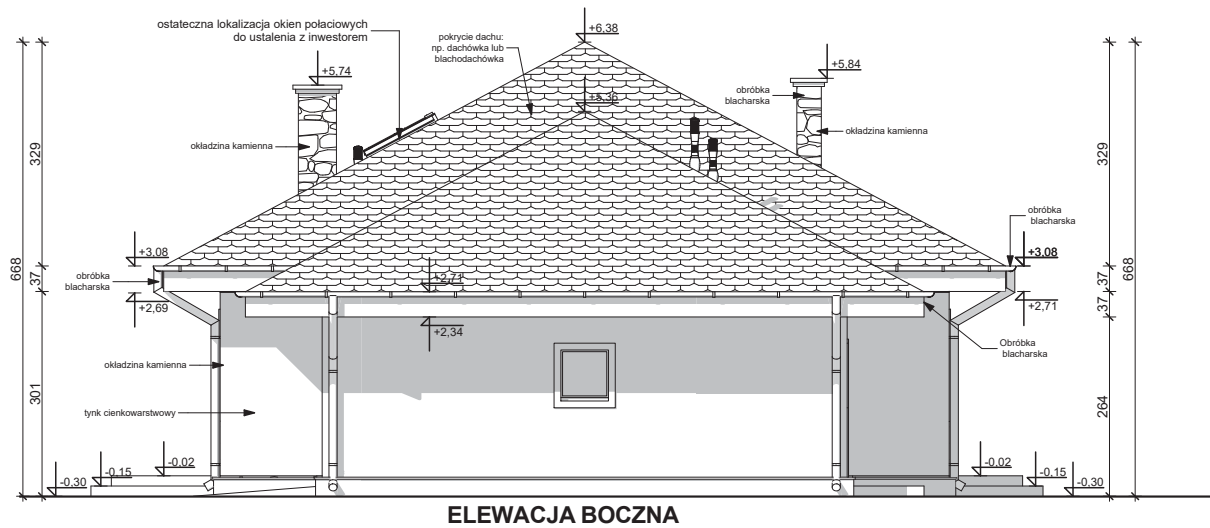 ostateczna lokalizacja okien połaciowych
do ustalenia z inwestorem
pokrycie dachu:
np. dachówka lub
blachodachówka
+6,38
+5,74
+5,84
+5,36
obróbka
blacharska
okładzina kamienna
okładzina kamienna
329
329
668
668
obróbka
blacharska
+3,08
+3,08
obróbka
blacharska
37
37
37
+2,69
+2,71
+2,71
+2,34
Obróbka
blacharska
okładzina kamienna
tynk cienkowarstwowy
301
264
-0,30
-0,15
-0,02
-0,02
-0,15
-0,30
ELEWACJA BOCZNA